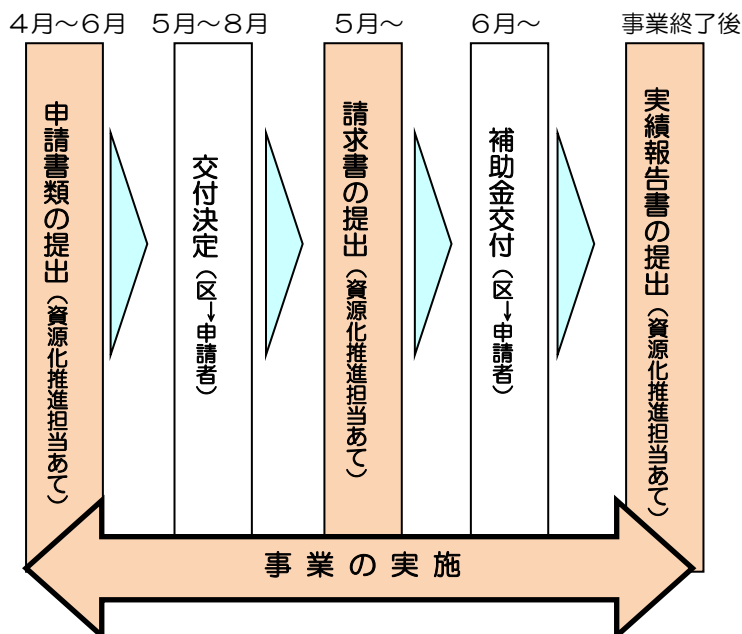 4月～6月
5月～8月
5月～
6月～
事業終了後
申請書類の提出（資源化推進担当あて）
交付決定（区→申請者）
請求書の提出（資源化推進担当あて）
補助金交付（区→申請者）
実績報告書の提出（資源化推進担当あて）
事業の実施